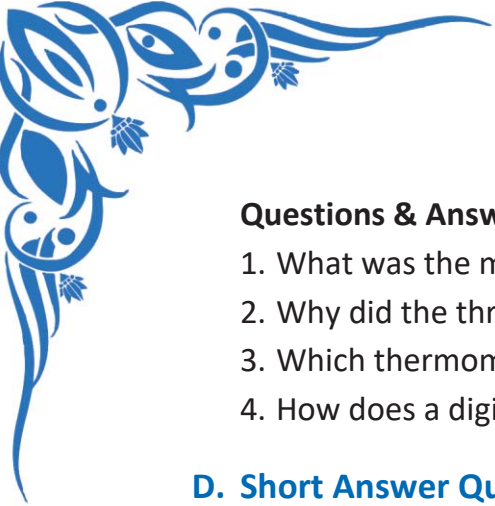 Questions & Answ
1. What was the m
2. Why did the thr
3. Which thermom
4. How does a digi
D. Short Answer Qu